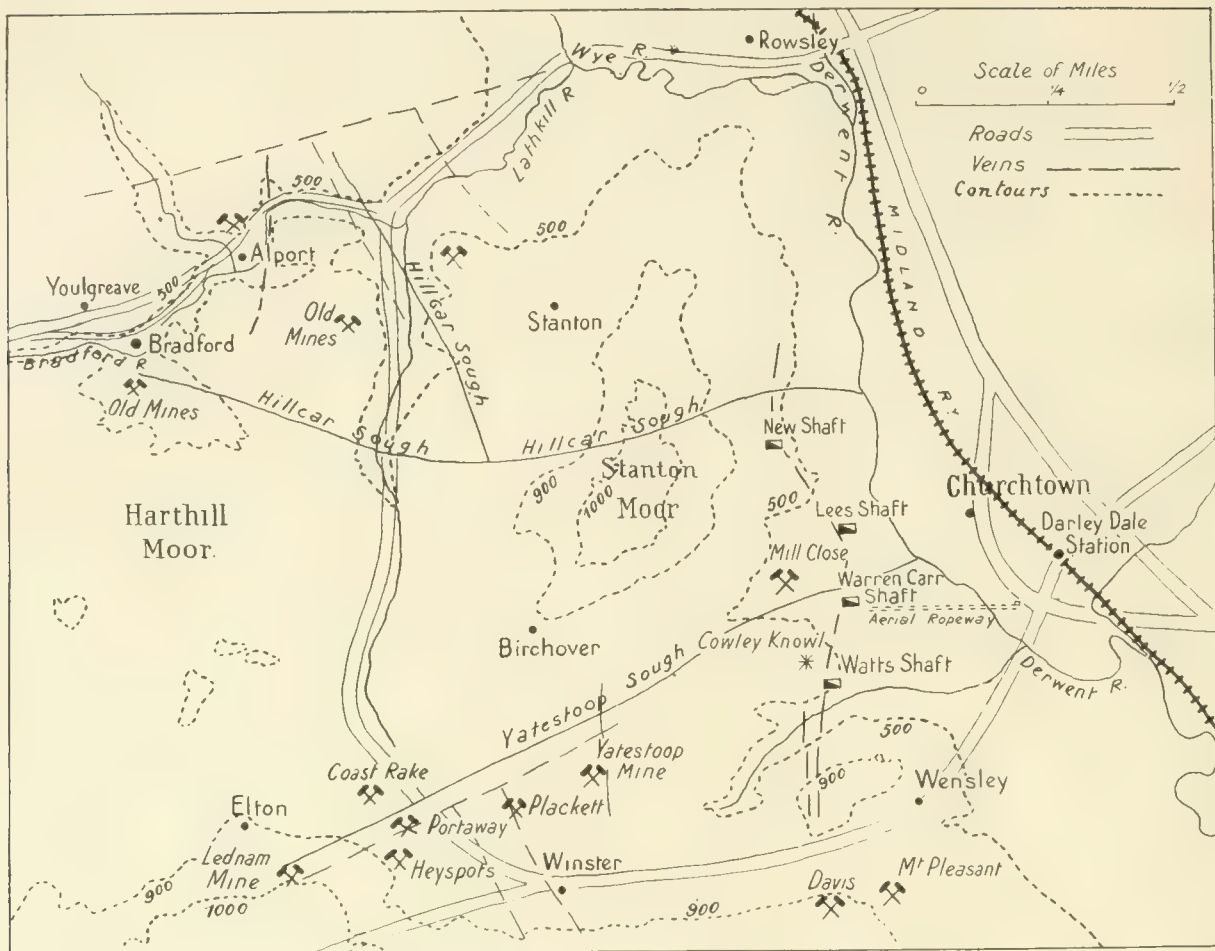 Rowsley
Wye R.
Derwent R.
Scale of Miles
0 1/4 1/2
Roads
Veins
Contours
Lathkill R
500
500
MIDLAND RY.
Alport
Youlgreave
500
Old
Mines
Hillcar Sough
Stanton
Bradford
Bradford R
Old Mines
Hillcar Sough
Hillcar Sough
New Shaft
Stanton
Moor
900
1000
500
Churchtown
Harthill
Moor.
Lees Shaft
Darley Dale
Station
Mill Close
Warren Carr
Shaft
Aerial Ropeway
Birchover
Cowley Knowl
Watts Shaft
Derwent R.
Yatestoop Sough
500
Coast Rake
Yatestoop
Mine
900
Wensley
Elton
Plackett
Portaway
Lednam
Mine
Heyspots
Winster
Mt Pleasant
Davis
900
1000
900